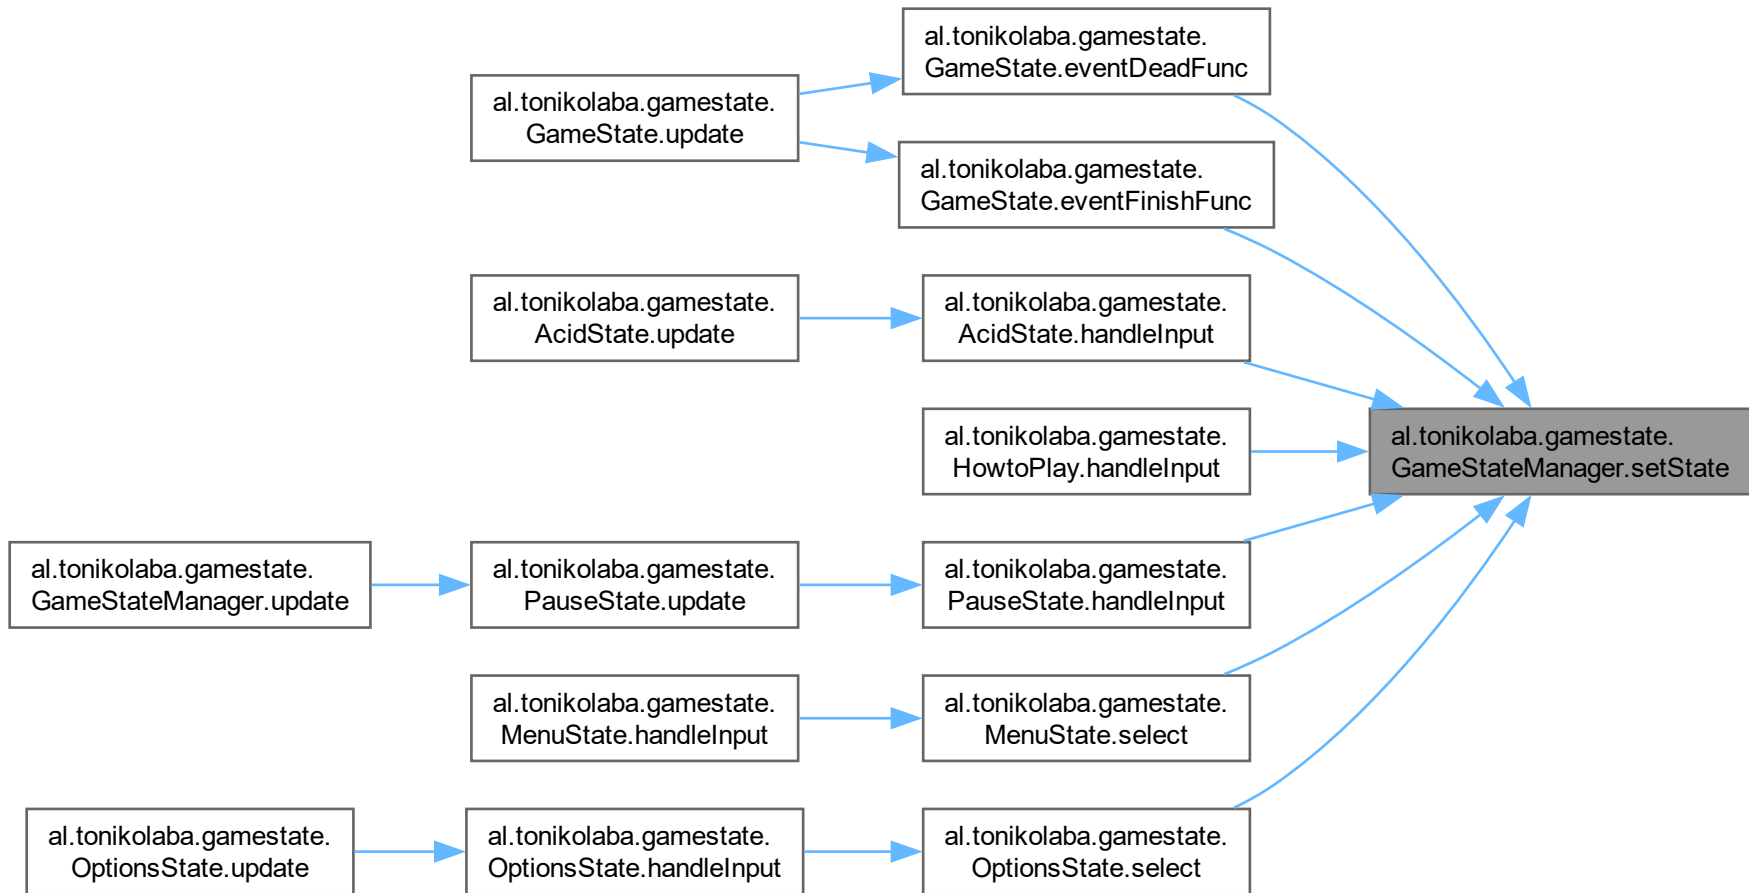 al.tonikolaba.gamestate.
GameState.eventDeadFunc
al.tonikolaba.gamestate.
GameState.update
al.tonikolaba.gamestate.
GameState.eventFinishFunc
al.tonikolaba.gamestate.
AcidState.update
al.tonikolaba.gamestate.
AcidState.handleInput
al.tonikolaba.gamestate.
HowtoPlay.handleInput
al.tonikolaba.gamestate.
GameStateManager.setState
al.tonikolaba.gamestate.
GameStateManager.update
al.tonikolaba.gamestate.
PauseState.update
al.tonikolaba.gamestate.
PauseState.handleInput
al.tonikolaba.gamestate.
MenuState.handleInput
al.tonikolaba.gamestate.
MenuState.select
al.tonikolaba.gamestate.
OptionsState.update
al.tonikolaba.gamestate.
OptionsState.handleInput
al.tonikolaba.gamestate.
OptionsState.select